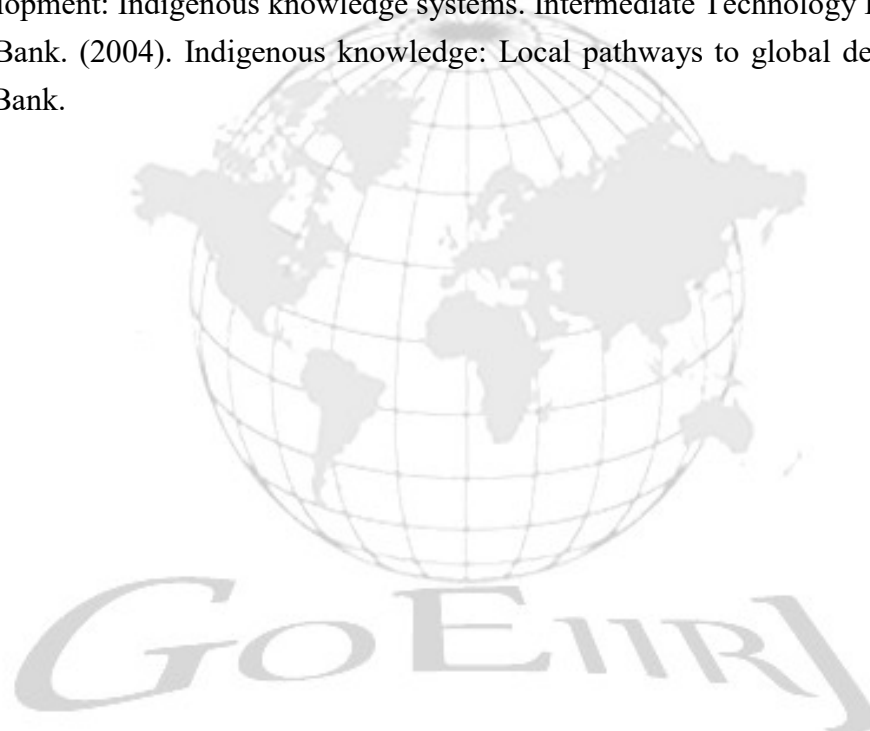 lopment: Indigenous knowledge systems. Intermediate Technology
Bank. (2004). Indigenous knowledge: Local pathways to global de
Bank.
GOEIIRJ